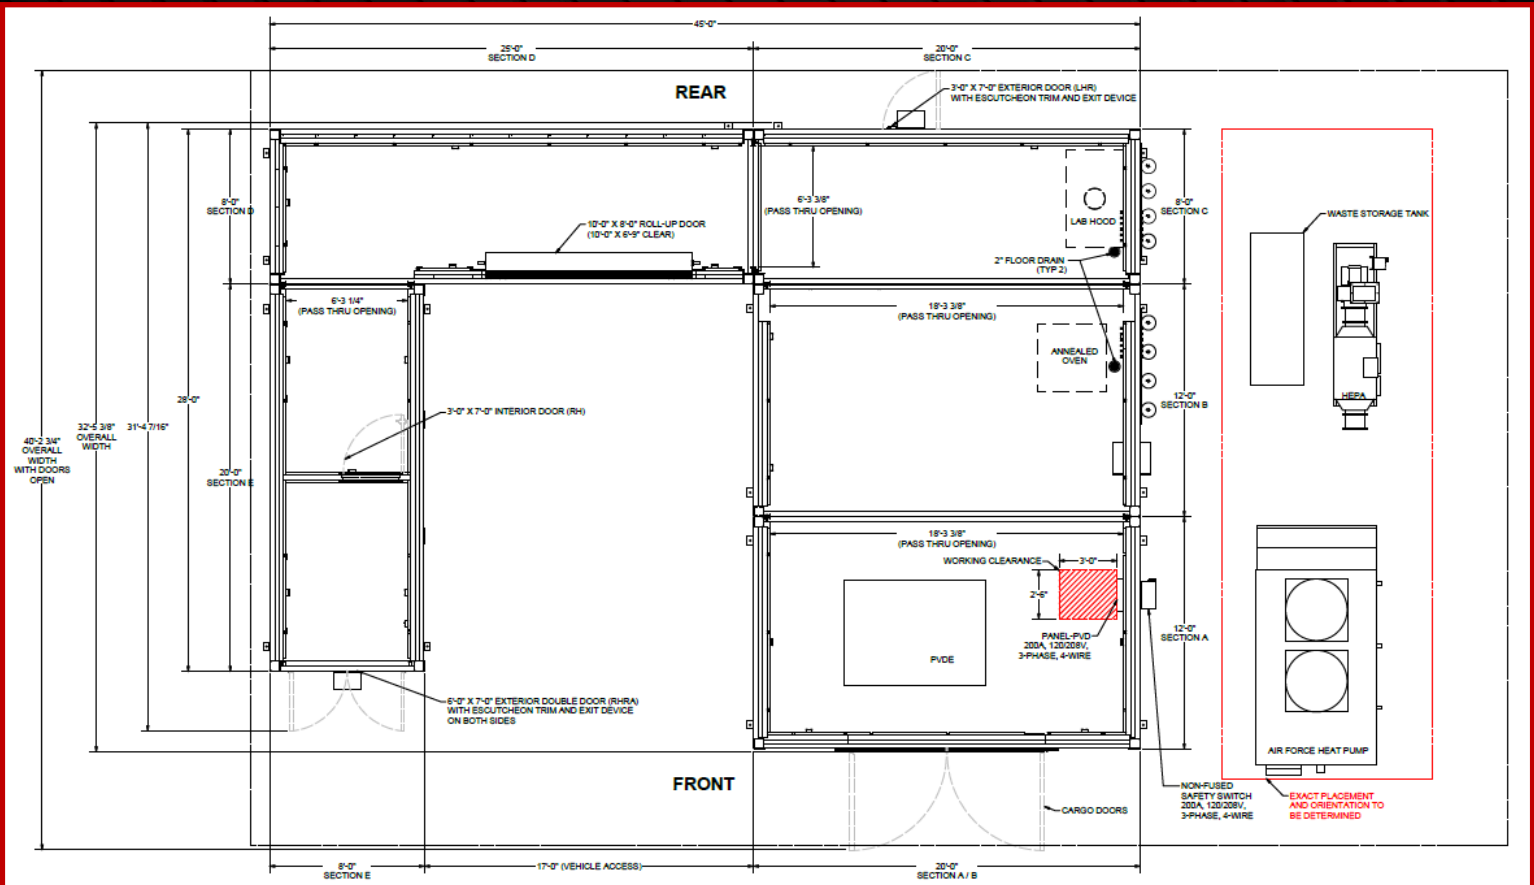 45'-0"
25'-0"
SECTION D
20'-0"
SECTION C
REAR
3'-0" X 7'-0" EXTERIOR DOOR (LHR)
WITH ESCUTCHEON TRIM AND EXIT DEVICE
8'-0"
SECTION D
6'-3 3/8"
(PASS THRU OPENING)
LAB HOOD
8'-0"
SECTION C
10'-0" X 8'-0" ROLL-UP DOOR
(10'-0" X 6'-9" CLEAR)
2" FLOOR DRAIN
(TYP 2)
WASTE STORAGE TANK
6'-3 1/4"
(PASS THRU OPENING)
18'-3 3/8"
(PASS THRU OPENING)
ANNEALED
OVEN
12'-0"
SECTION B
HEPA
28'-0"
3'-0" X 7'-0" INTERIOR DOOR (RH)
40'-2 3/4"
OVERALL
WIDTH
WITH DOORS
OPEN
32'-5 3/8"
OVERALL
WIDTH
31'-4 7/16"
20'-0"
SECTION E
18'-3 3/8"
(PASS THRU OPENING)
WORKING CLEARANCE
3'-0"
2'-6"
PANEL-PVD
200A, 120/208V,
3-PHASE, 4-WIRE
12'-0"
SECTION A
PVDE
6'-0" X 7'-0" EXTERIOR DOUBLE DOOR (RHRA)
WITH ESCUTCHEON TRIM AND EXIT DEVICE
ON BOTH SIDES
AIR FORCE HEAT PUMP
FRONT
NON-FUSED
SAFETY SWITCH
200A, 120/208V,
3-PHASE, 4-WIRE
EXACT PLACEMENT
AND ORIENTATION TO
BE DETERMINED
CARGO DOORS
8'-0"
SECTION E
17'-0" (VEHICLE ACCESS)
20'-0"
SECTION A / B